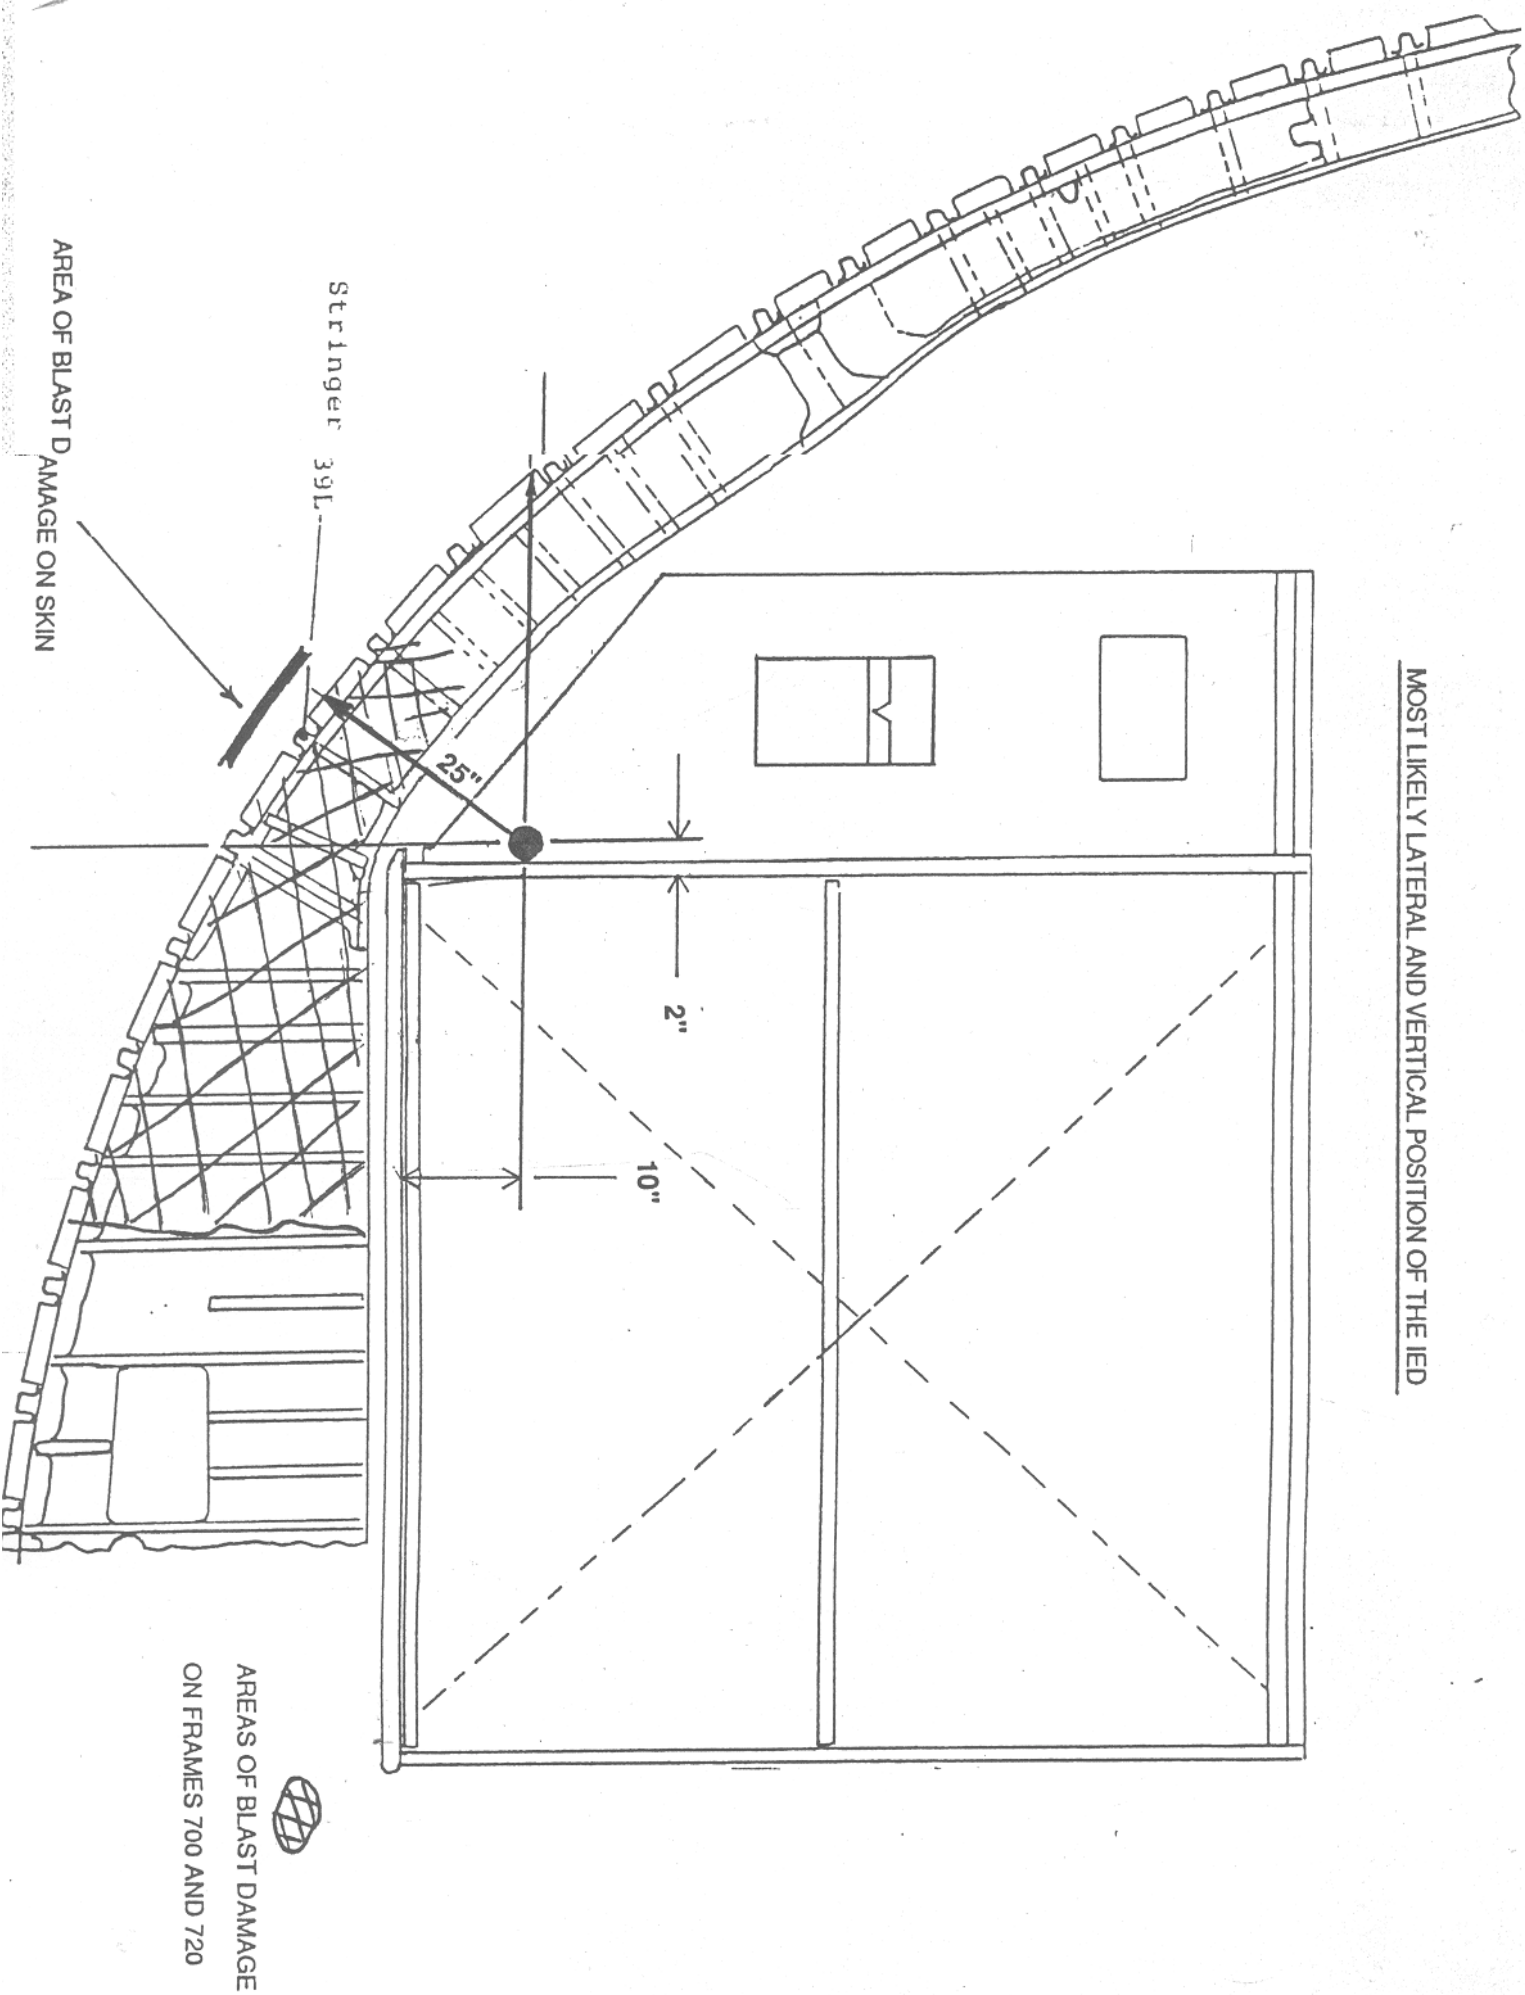 MOST LIKELY LATERAL AND VERTICAL POSITION OF THE IED
2"
10"
25"
Stringer 39L
AREA OF BLAST DAMAGE ON SKIN
AREAS OF BLAST DAMAGE
ON FRAMES 700 AND 720